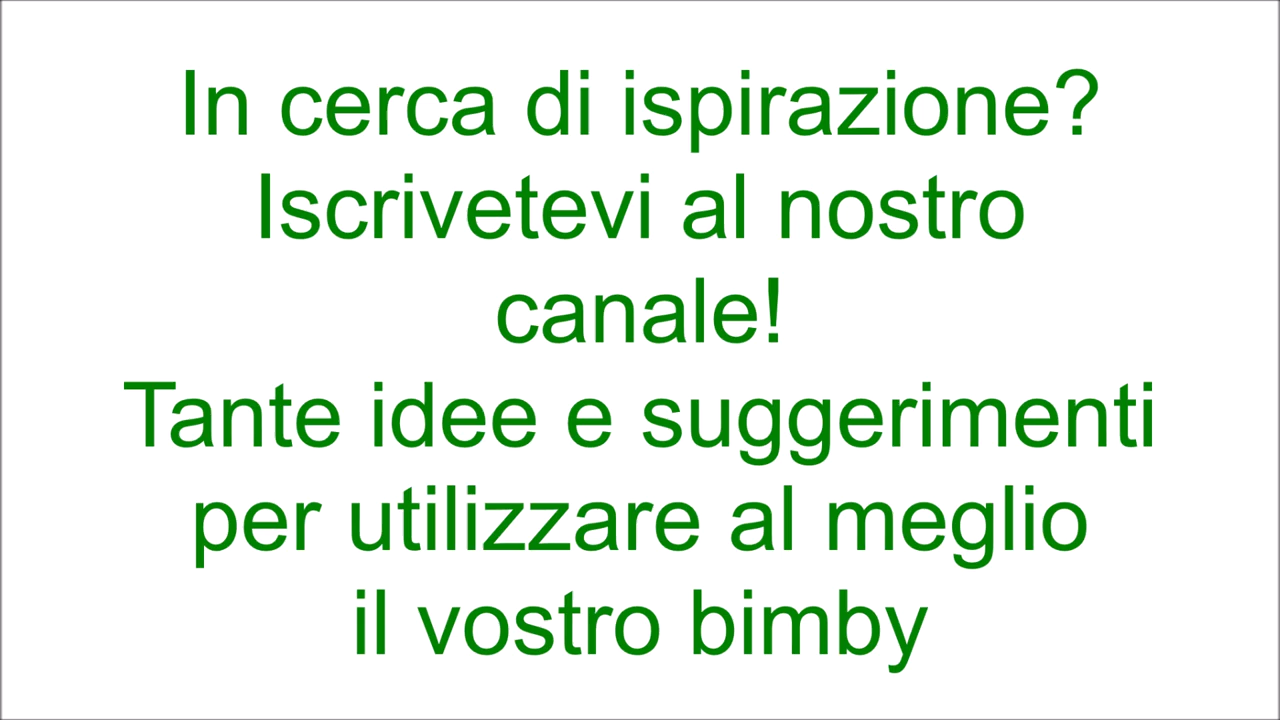 In cerca di ispirazione?
Iscrivetevi al nostro
canale!
Tante idee e suggerimenti
per utilizzare al meglio
il vostro bimby